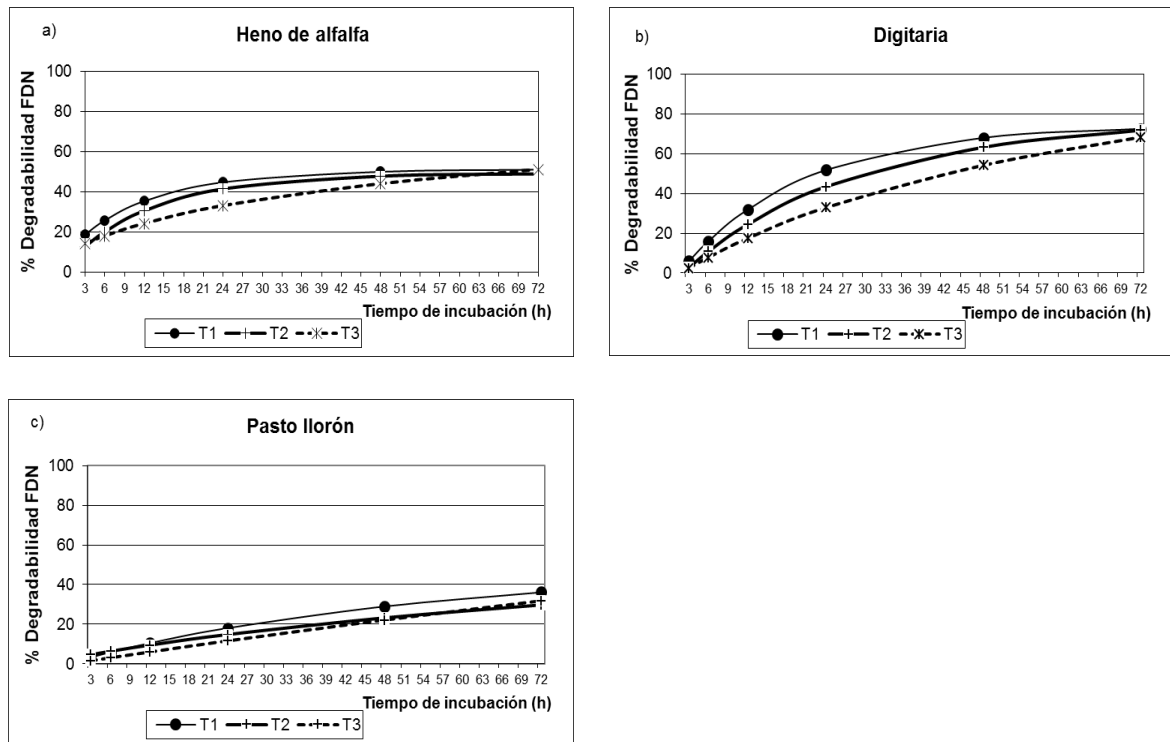 a)
Heno de alfalfa
% Degradabilidad FDN
100
80
60
40
20
0
3 6 9 12 15 18 21 24 27 30 33 36 39 42 45 48 51 54 57 60 63 66 69 72
Tiempo de incubación (h)
T1 T2 T3
b)
Digitaria
% Degradabilidad FDN
100
80
60
40
20
0
3 6 9 12 15 18 21 24 27 30 33 36 39 42 45 48 51 54 57 60 63 66 69 72
Tiempo de incubación (h)
T1 T2 T3
c)
Pasto llorón
% Degradabilidad FDN
100
80
60
40
20
0
3 6 9 12 15 18 21 24 27 30 33 36 39 42 45 48 51 54 57 60 63 66 69 72
Tiempo de incubación (h)
T1 T2 T3